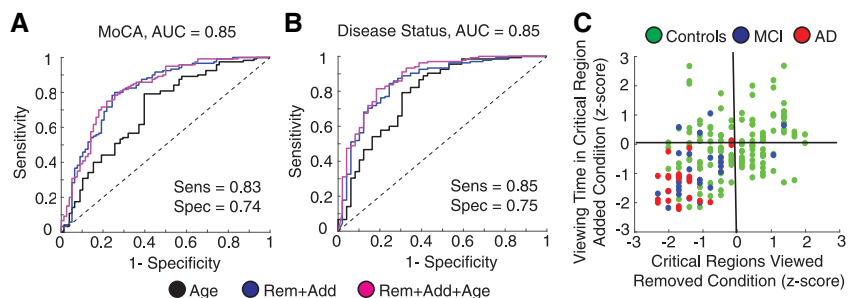 A
MoCA, AUC = 0.85
Sensitivity
1
0.8
0.6
0.4
0.2
0
Sens = 0.83
Spec = 0.74
0 0.2 0.4 0.6 0.8 1
1- Specificity
B
Disease Status, AUC = 0.85
Sensitivity
1
0.8
0.6
0.4
0.2
0
Sens = 0.85
Spec = 0.75
0 0.2 0.4 0.6 0.8 1
1- Specificity
Age Rem+Add Rem+Add+Age
C
Controls MCI AD
Viewing Time in Critical Region
Added Condiiton (z-score)
3
2
1
0
-1
-2
-3
-3 -2 -1 0 1 2 3
Critical Regions Viewed
Removed Condition (z-score)